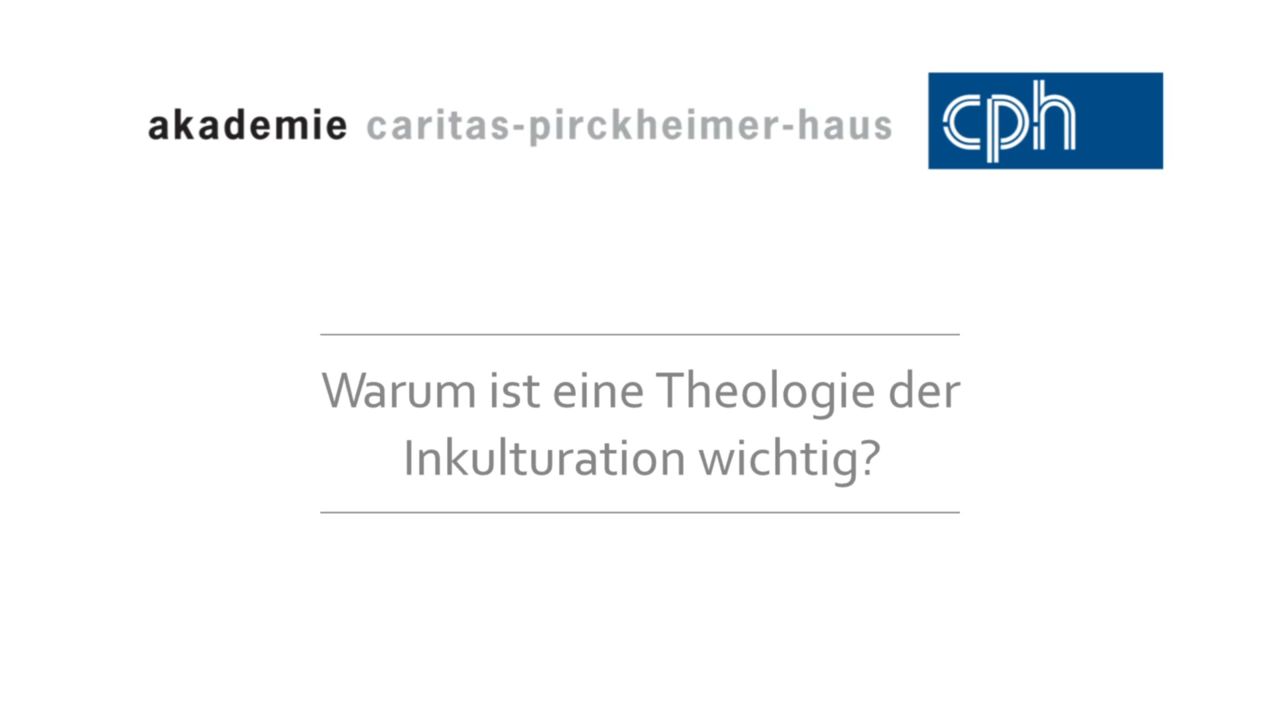 akademie caritas-pirckheimer-haus cph
Warum ist eine Theologie der
Inkulturation wichtig?